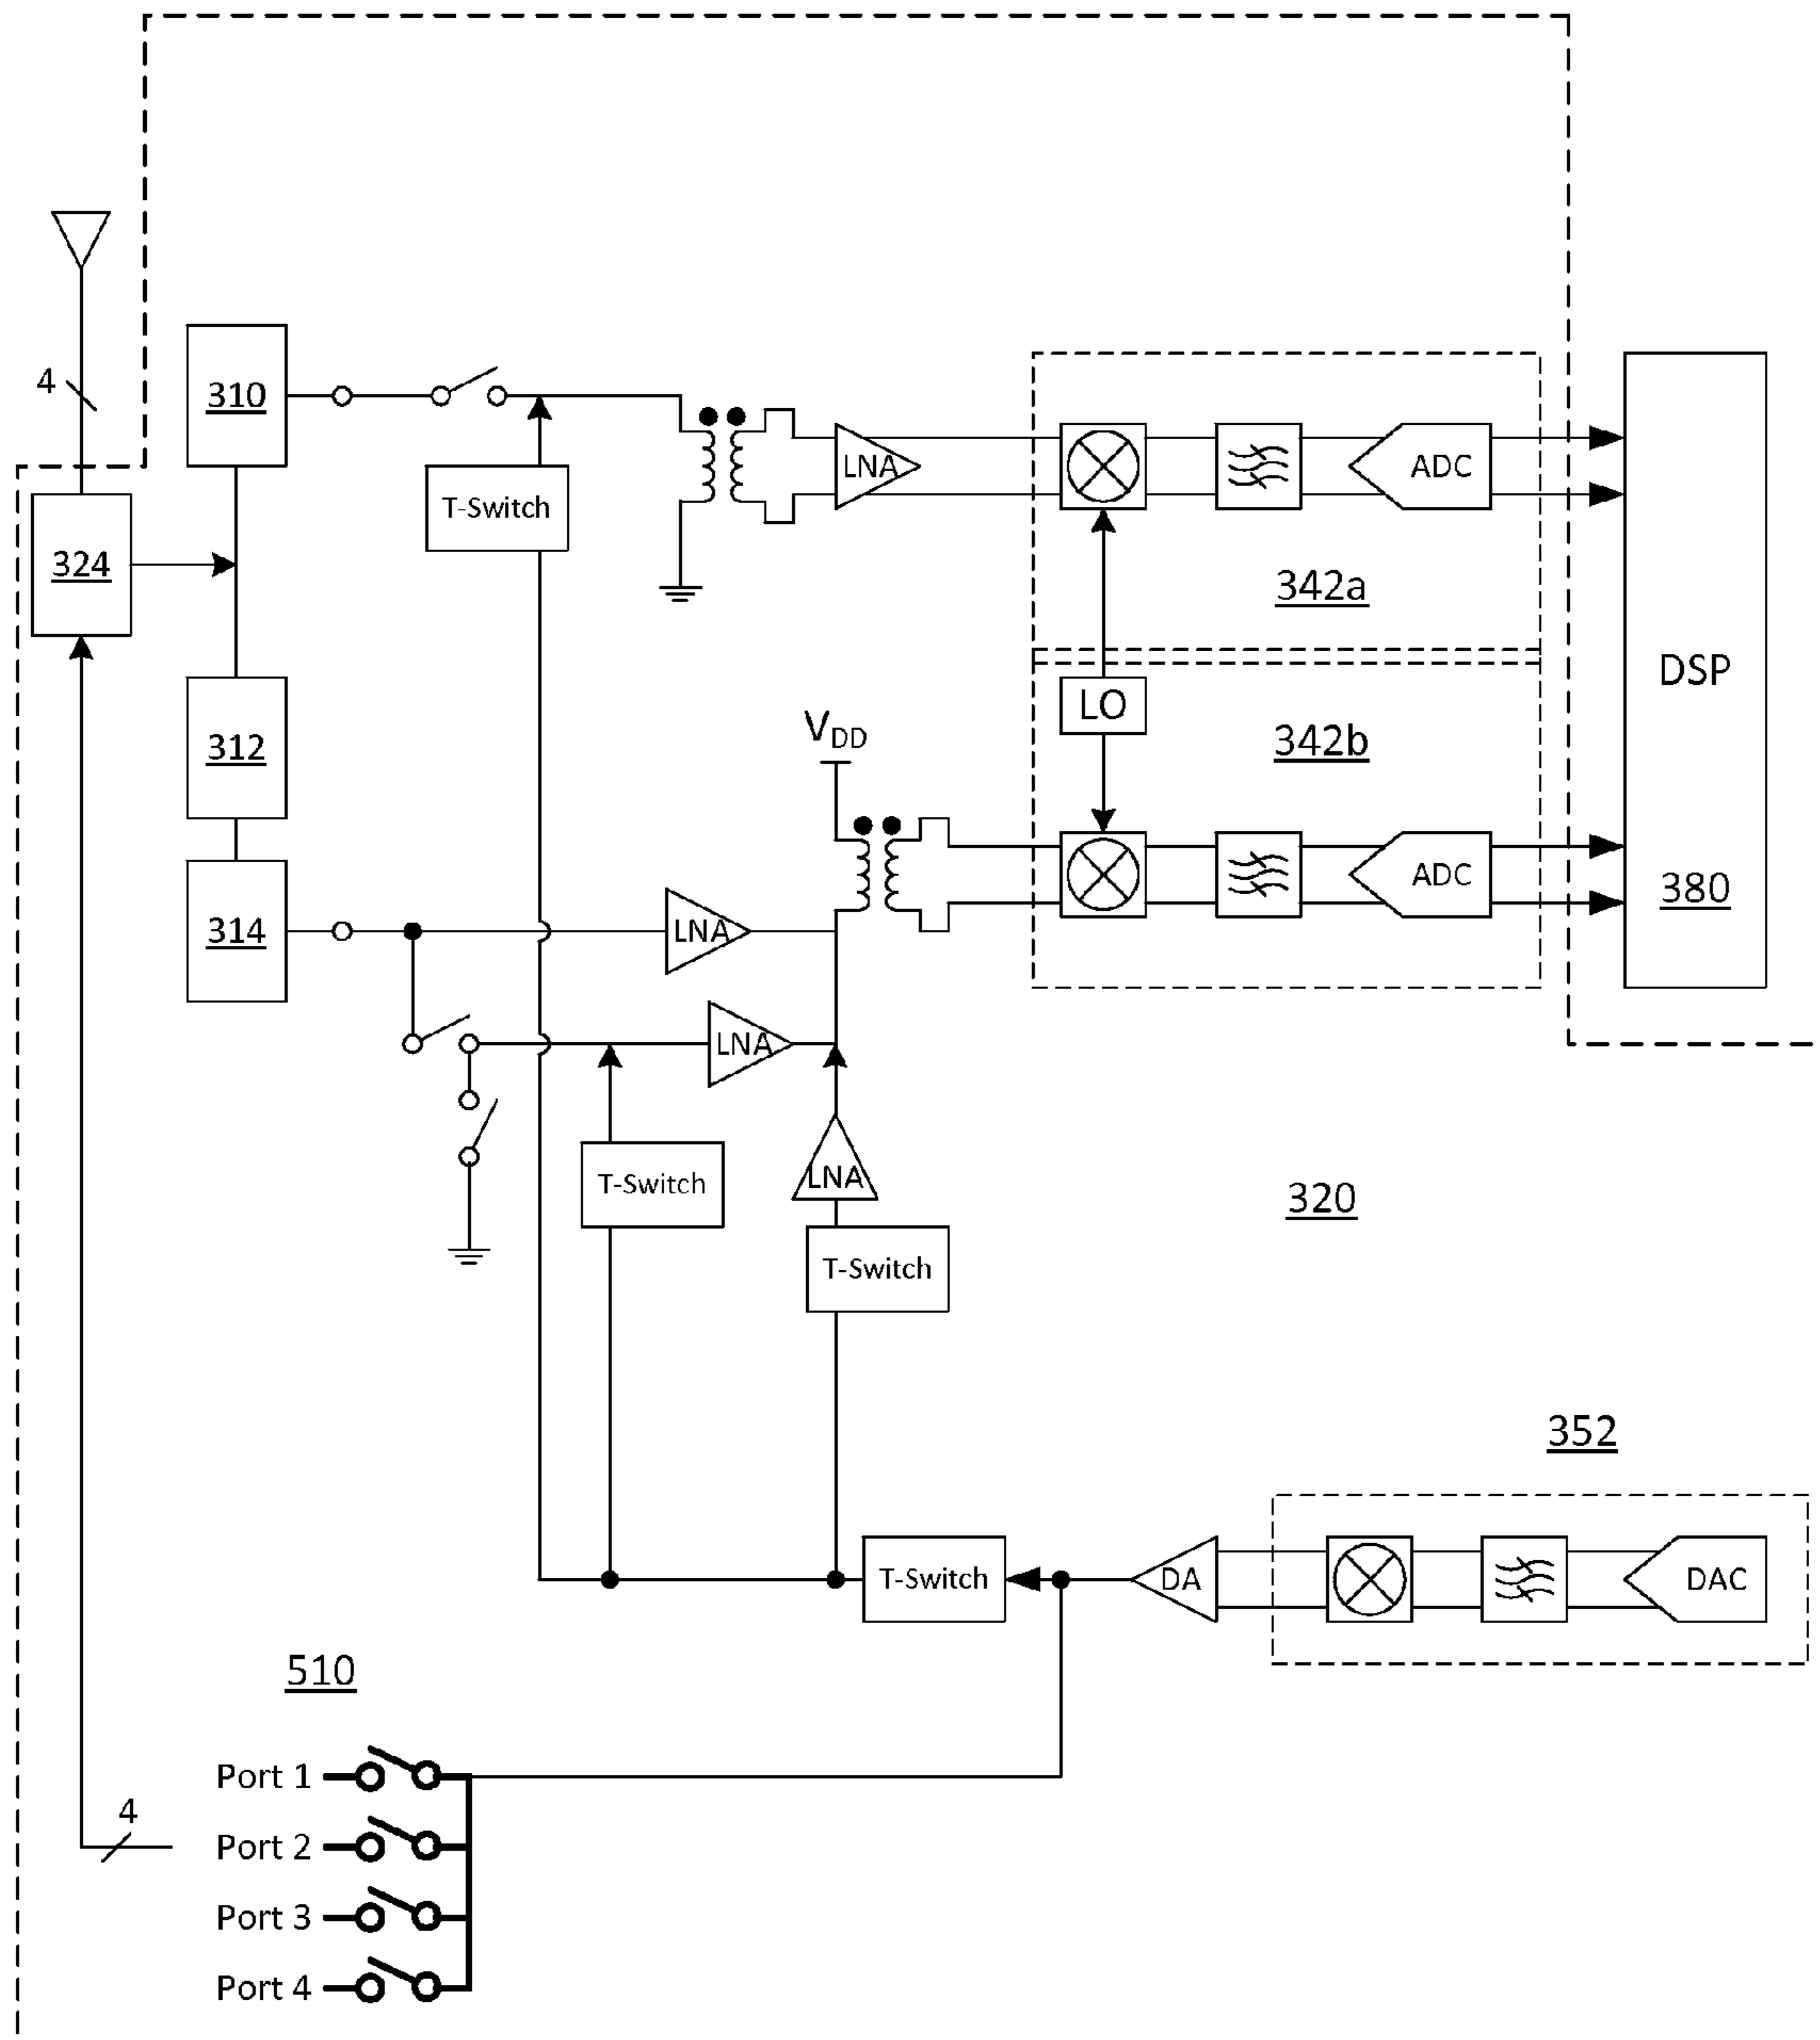 4
310
LNA
ADC
T-Switch
324
342a
DSP
LO
V_DD
342b
312
ADC
380
314
LNA
LNA
T-Switch
LNA
320
T-Switch
352
T-Switch
DA
DAC
510
Port 1
4
Port 2
Port 3
Port 4